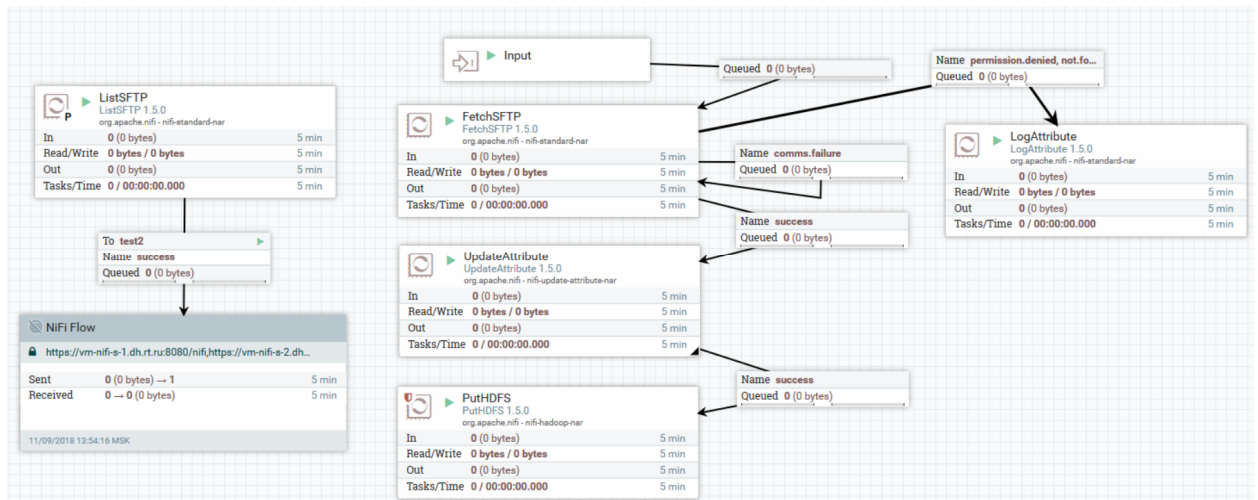 ListSFTP
ListSFTP 1.5.0
org.apache.nifi - nifi-standard-nar
P
In 0 (0 bytes) 5 min
Read/Write 0 bytes / 0 bytes 5 min
Out 0 (0 bytes) 5 min
Tasks/Time 0 / 00:00:00.000 5 min
To test2
Name success
Queued 0 (0 bytes)
NiFi Flow
https://vm-nifi-s-1.dh.rt.ru:8080/nifi,https://vm-nifi-s-2.dh...
Sent 0 (0 bytes) → 1 5 min
Received 0 → 0 (0 bytes) 5 min
11/09/2018 13:54:16 MSK
Input
Queued 0 (0 bytes)
FetchSFTP
FetchSFTP 1.5.0
org.apache.nifi - nifi-standard-nar
In 0 (0 bytes) 5 min
Read/Write 0 bytes / 0 bytes 5 min
Out 0 (0 bytes) 5 min
Tasks/Time 0 / 00:00:00.000 5 min
Name comms.failure
Queued 0 (0 bytes)
Name success
Queued 0 (0 bytes)
UpdateAttribute
UpdateAttribute 1.5.0
org.apache.nifi - nifi-update-attribute-nar
In 0 (0 bytes) 5 min
Read/Write 0 bytes / 0 bytes 5 min
Out 0 (0 bytes) 5 min
Tasks/Time 0 / 00:00:00.000 5 min
Name success
Queued 0 (0 bytes)
PutHDFS
PutHDFS 1.5.0
org.apache.nifi - nifi-hadoop-nar
In 0 (0 bytes) 5 min
Read/Write 0 bytes / 0 bytes 5 min
Out 0 (0 bytes) 5 min
Tasks/Time 0 / 00:00:00.000 5 min
Name permission.denied, not.fo...
Queued 0 (0 bytes)
LogAttribute
LogAttribute 1.5.0
org.apache.nifi - nifi-standard-nar
In 0 (0 bytes) 5 min
Read/Write 0 bytes / 0 bytes 5 min
Out 0 (0 bytes) 5 min
Tasks/Time 0 / 00:00:00.000 5 min